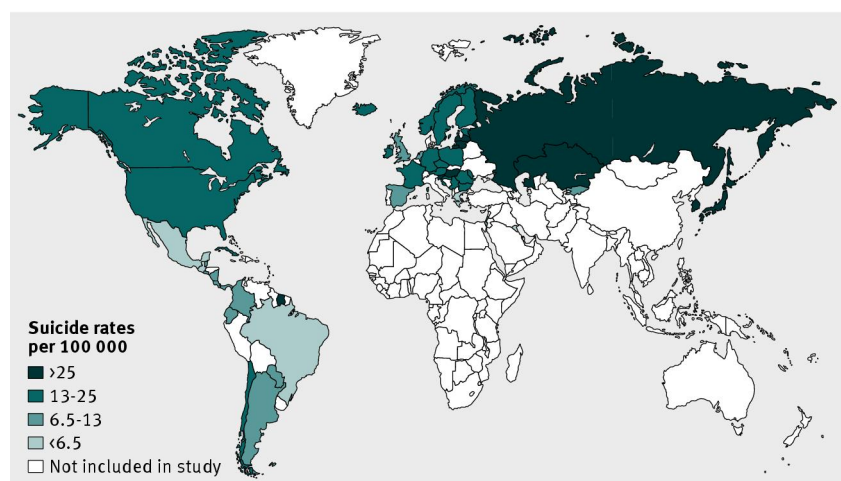 Suicide rates
per 100 000
>25
13-25
6.5-13
<6.5
Not included in study